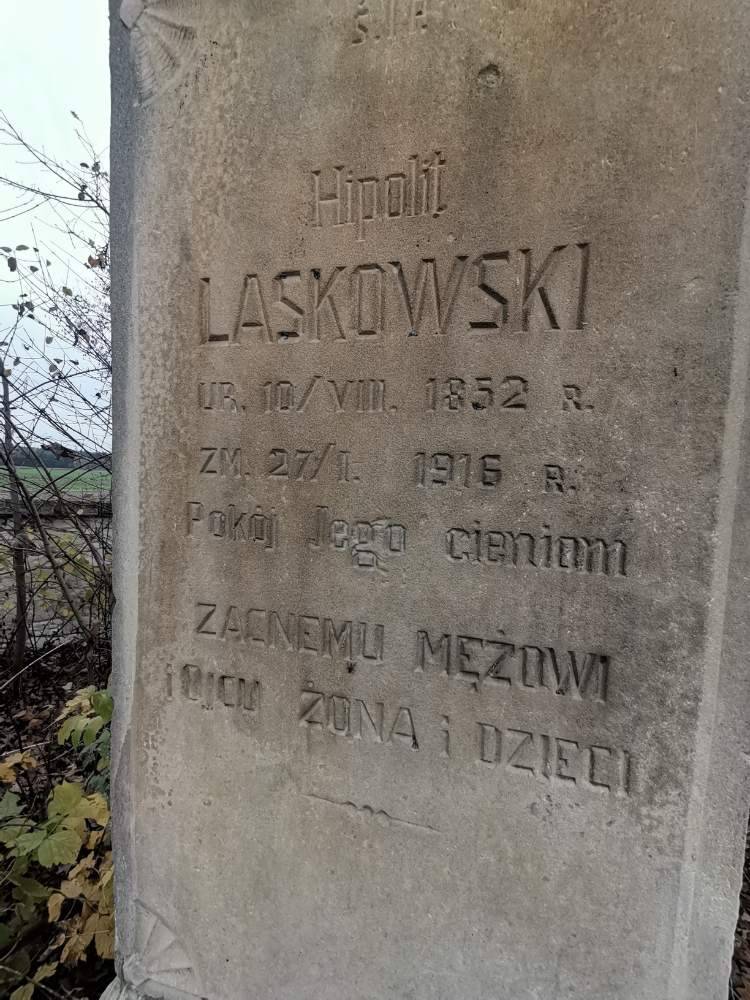 Ś.P.
Hipolit
LASKOWSKI
UR. 10/VIII. 1852 R.
ZM. 27/I. 1916 R.
Pokój Jego cieniom
ZACNEMU MĘŻOWI
i OJCU ŻONA i DZIECI